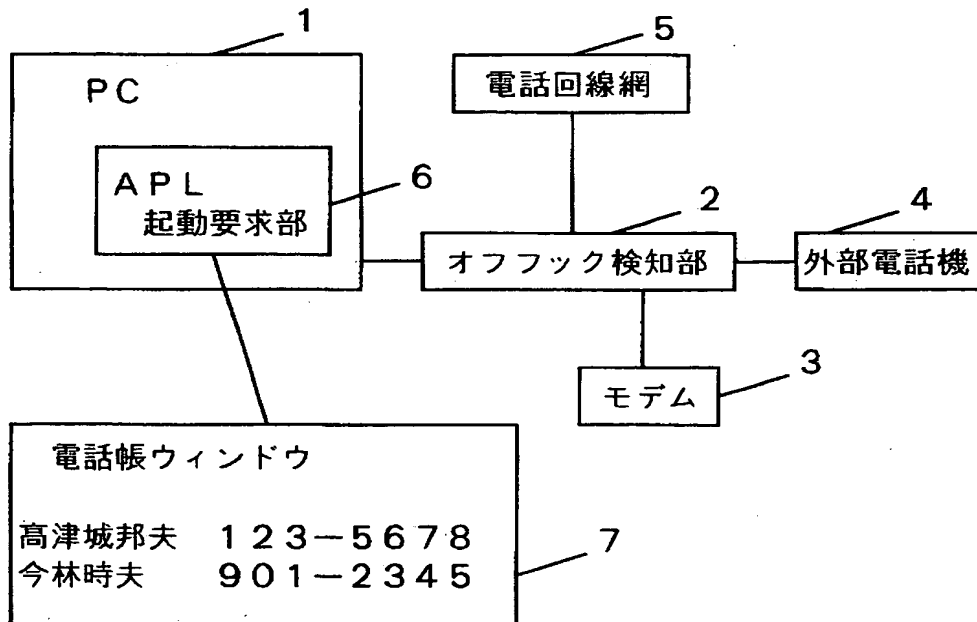 1
PC
APL
起動要求部
6
5
電話回線網
2
オフフック検知部
4
外部電話機
3
モデム
電話帳ウィンドウ
高津城邦夫 123-5678
今林時夫 901-2345
7